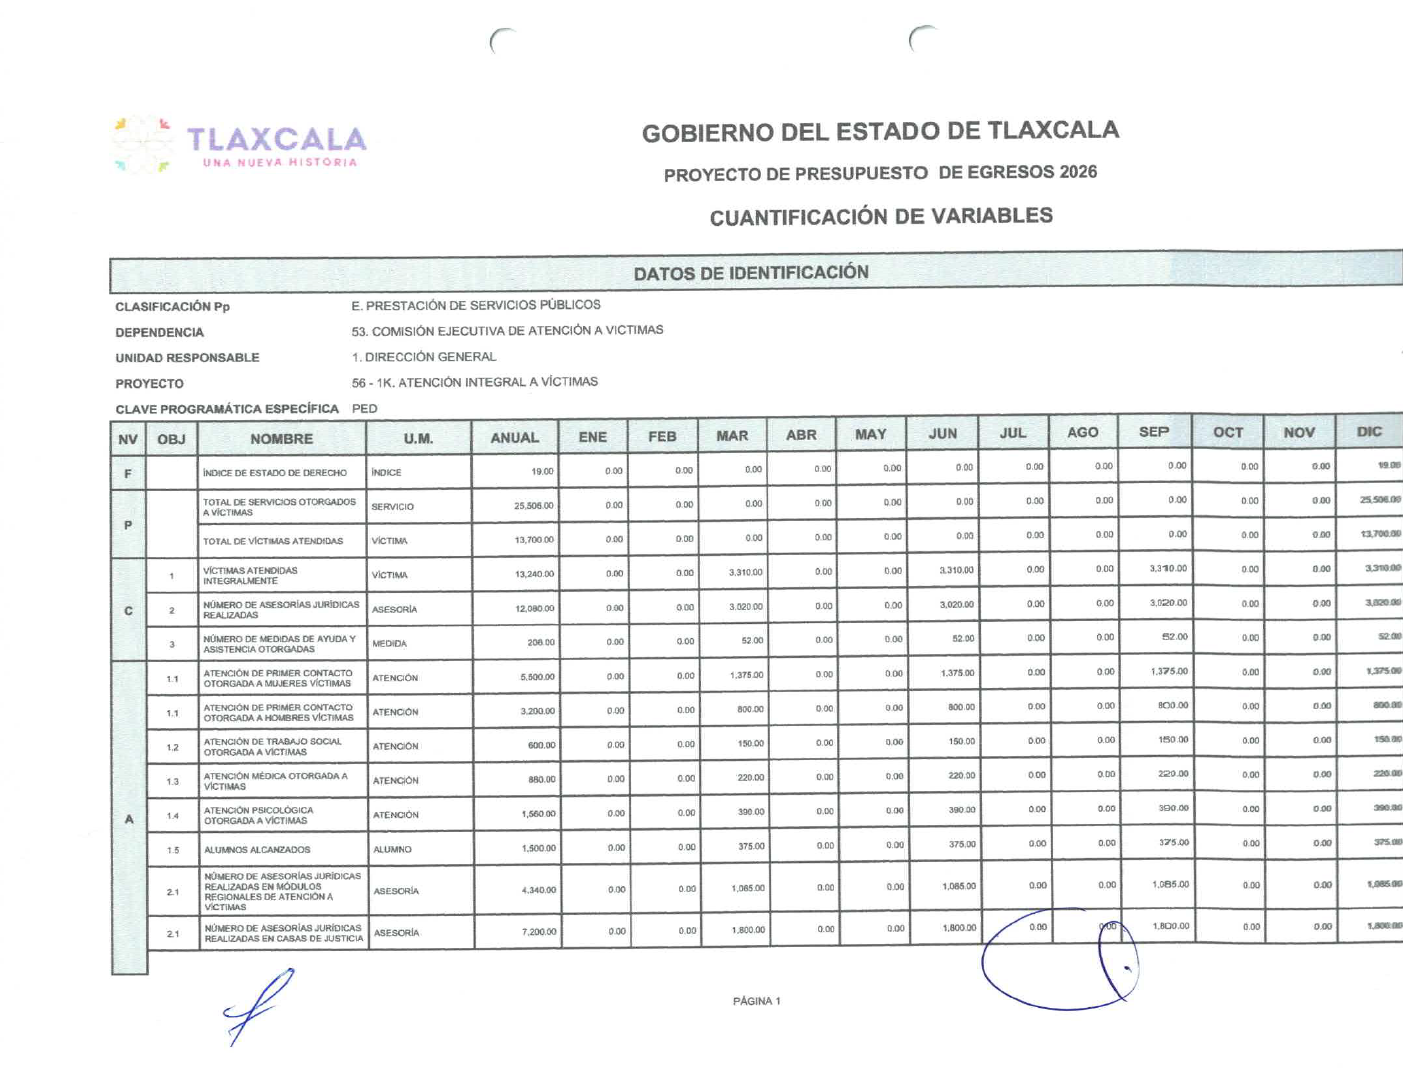 TLAXCALA
UNA NUEVA HISTORIA
GOBIERNO DEL ESTADO DE TLAXCALA
PROYECTO DE PRESUPUESTO DE EGRESOS 2026
CUANTIFICACIÓN DE VARIABLES
DATOS DE IDENTIFICACIÓN
CLASIFICACIÓN Pp E. PRESTACIÓN DE SERVICIOS PÚBLICOS
DEPENDENCIA 53. COMISIÓN EJECUTIVA DE ATENCIÓN A VICTIMAS
UNIDAD RESPONSABLE 1. DIRECCIÓN GENERAL
PROYECTO 56 - 1K. ATENCIÓN INTEGRAL A VÍCTIMAS
CLAVE PROGRAMÁTICA ESPECÍFICA PED
NV OBJ NOMBRE U.M. ANUAL ENE FEB MAR ABR MAY JUN JUL AGO SEP OCT NOV DIC
F ÍNDICE DE ESTADO DE DERECHO ÍNDICE 19.00 0.00 0.00 0.00 0.00 0.00 0.00 0.00 0.00 0.00 0.00 0.00 19.00
P
TOTAL DE SERVICIOS OTORGADOS
A VÍCTIMAS SERVICIO 25,506.00 0.00 0.00 0.00 0.00 0.00 0.00 0.00 0.00 0.00 0.00 0.00 25,506.00
TOTAL DE VÍCTIMAS ATENDIDAS VÍCTIMA 13,700.00 0.00 0.00 0.00 0.00 0.00 0.00 0.00 0.00 0.00 0.00 0.00 13,700.00
C
1 VÍCTIMAS ATENDIDAS
INTEGRALMENTE VÍCTIMA 13,240.00 0.00 0.00 3,310.00 0.00 0.00 3,310.00 0.00 0.00 3,310.00 0.00 0.00 3,310.00
2 NÚMERO DE ASESORÍAS JURÍDICAS
REALIZADAS ASESORÍA 12,080.00 0.00 0.00 3,020.00 0.00 0.00 3,020.00 0.00 0.00 3,020.00 0.00 0.00 3,020.00
3 NÚMERO DE MEDIDAS DE AYUDA Y
ASISTENCIA OTORGADAS MEDIDA 208.00 0.00 0.00 52.00 0.00 0.00 52.00 0.00 0.00 52.00 0.00 0.00 52.00
A
1.1 ATENCIÓN DE PRIMER CONTACTO
OTORGADA A MUJERES VÍCTIMAS ATENCIÓN 5,500.00 0.00 0.00 1,375.00 0.00 0.00 1,375.00 0.00 0.00 1,375.00 0.00 0.00 1,375.00
1.1 ATENCIÓN DE PRIMER CONTACTO
OTORGADA A HOMBRES VÍCTIMAS ATENCIÓN 3,200.00 0.00 0.00 800.00 0.00 0.00 800.00 0.00 0.00 800.00 0.00 0.00 800.00
1.2 ATENCIÓN DE TRABAJO SOCIAL
OTORGADA A VÍCTIMAS ATENCIÓN 600.00 0.00 0.00 150.00 0.00 0.00 150.00 0.00 0.00 150.00 0.00 0.00 150.00
1.3 ATENCIÓN MÉDICA OTORGADA A
VÍCTIMAS ATENCIÓN 880.00 0.00 0.00 220.00 0.00 0.00 220.00 0.00 0.00 220.00 0.00 0.00 220.00
1.4 ATENCIÓN PSICOLÓGICA
OTORGADA A VÍCTIMAS ATENCIÓN 1,560.00 0.00 0.00 390.00 0.00 0.00 390.00 0.00 0.00 390.00 0.00 0.00 390.00
1.5 ALUMNOS ALCANZADOS ALUMNO 1,500.00 0.00 0.00 375.00 0.00 0.00 375.00 0.00 0.00 375.00 0.00 0.00 375.00
2.1 NÚMERO DE ASESORÍAS JURÍDICAS
REALIZADAS EN MÓDULOS
REGIONALES DE ATENCIÓN A
VÍCTIMAS ASESORÍA 4,340.00 0.00 0.00 1,085.00 0.00 0.00 1,085.00 0.00 0.00 1,085.00 0.00 0.00 1,085.00
2.1 NÚMERO DE ASESORÍAS JURÍDICAS
REALIZADAS EN CASAS DE JUSTICIA ASESORÍA 7,200.00 0.00 0.00 1,800.00 0.00 0.00 1,800.00 0.00 0.00 1,800.00 0.00 0.00 1,800.00
PÁGINA 1